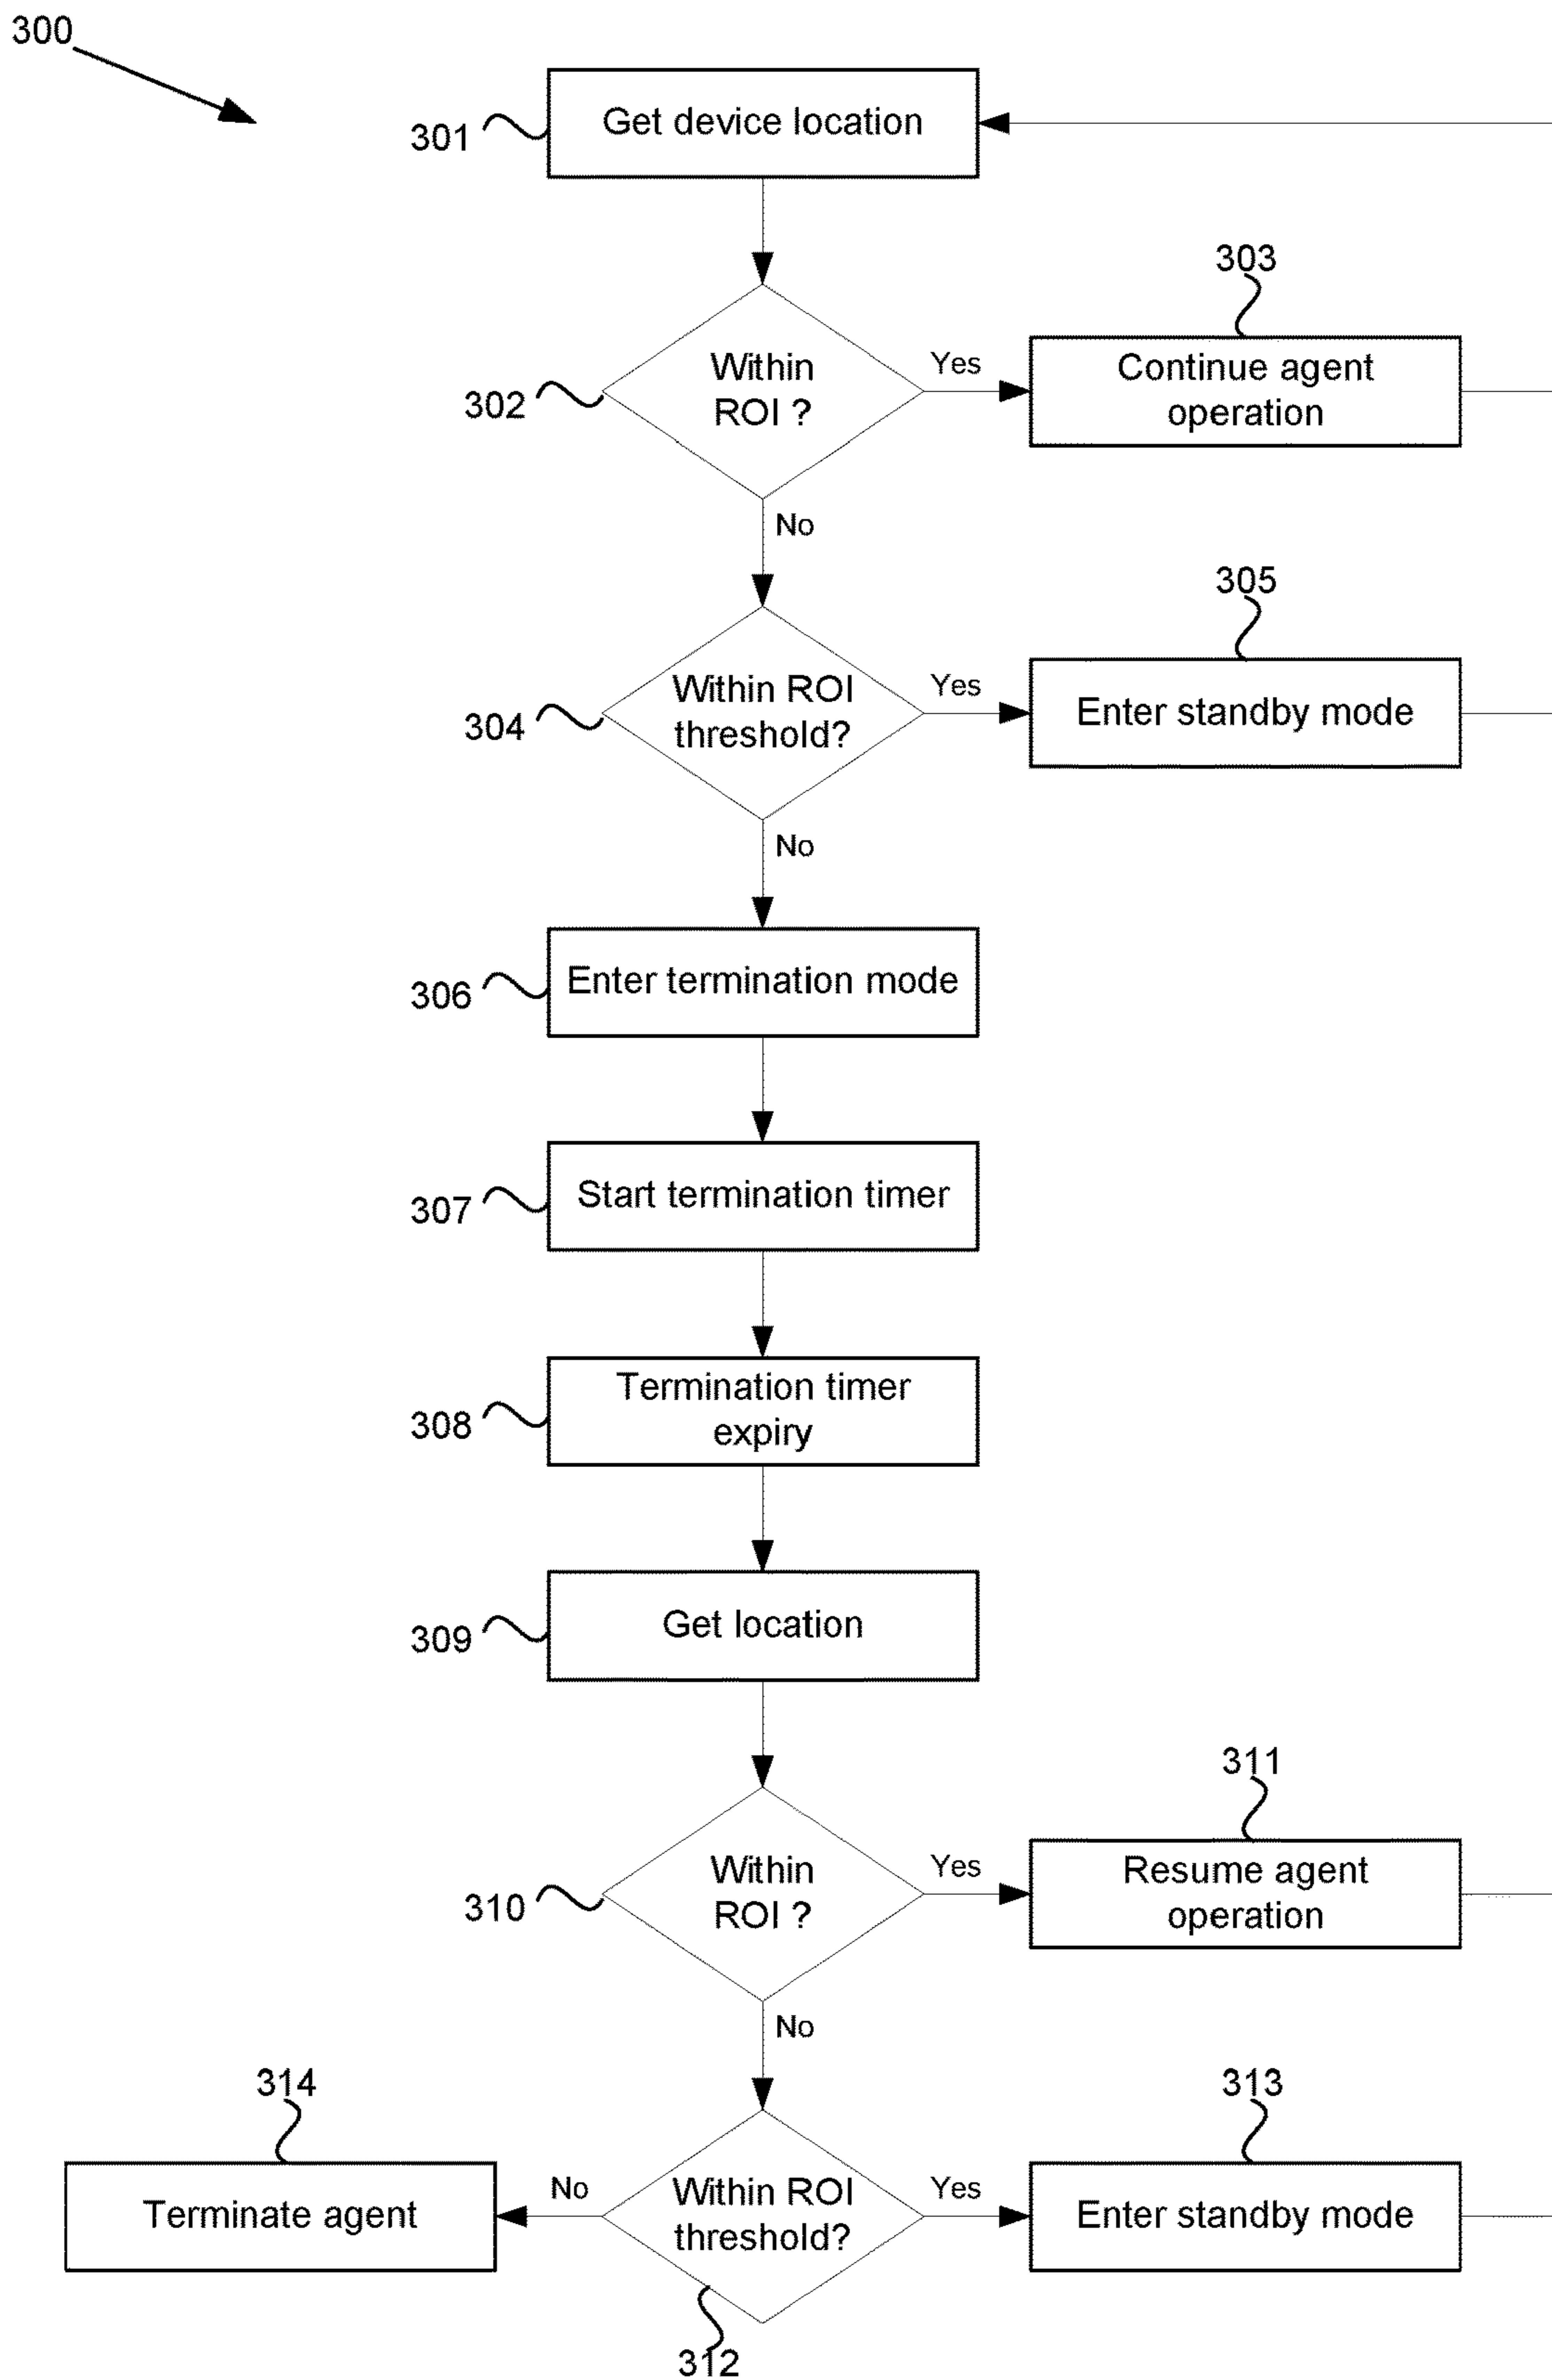 300
301
Get device location
303
302
Within
ROI ?
Yes
Continue agent
operation
No
305
304
Within ROI
threshold?
Yes
Enter standby mode
No
306
Enter termination mode
307
Start termination timer
308
Termination timer
expiry
309
Get location
311
310
Within
ROI ?
Yes
Resume agent
operation
No
314
313
Terminate agent
No
Within ROI
threshold?
Yes
Enter standby mode
312